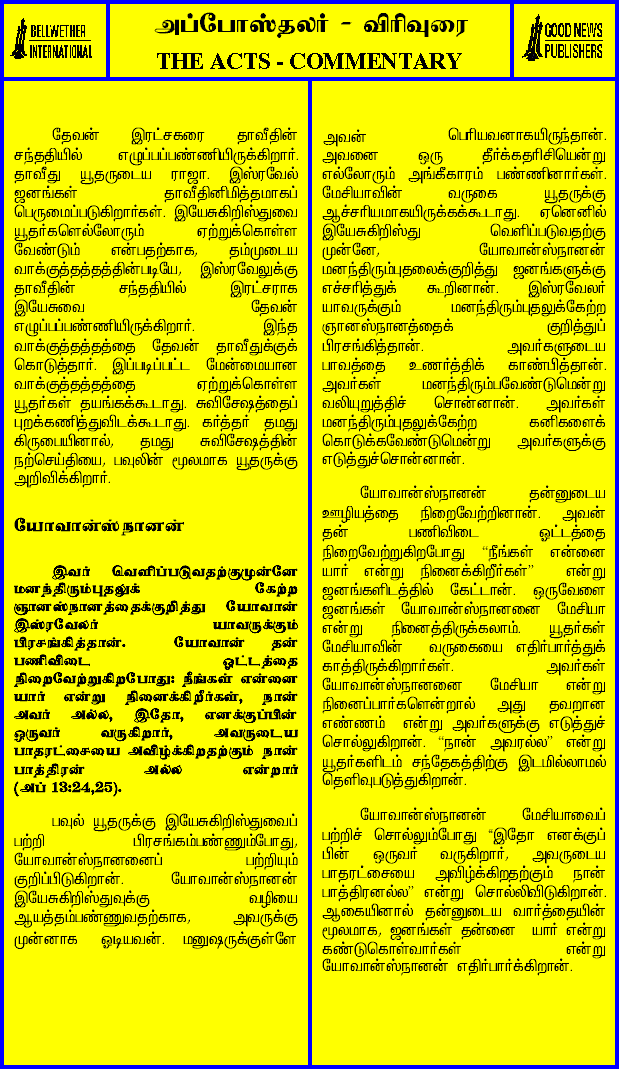 BELLWETHER
INTERNATIONAL
அப்போஸ்தலர் - விரிவுரை
THE ACTS - COMMENTARY
GOOD NEWS
PUBLISHERS
தேவன் இரட்சகரை தாவீதின்
சந்ததியில் எழுப்பப்பண்ணியிருக்கிறார்.
தாவீது யூதருடைய ராஜா. இஸ்ரவேல்
ஜனங்கள் தாவீதினிமித்தமாகப்
பெருமைப்படுகிறார்கள். இயேசுகிறிஸ்துவை
யூதர்களெல்லோரும் ஏற்றுக்கொள்ள
வேண்டும் என்பதற்காக, தம்முடைய
வாக்குத்தத்தத்தின்படியே, இஸ்ரவேலுக்கு
தாவீதின் சந்ததியில் இரட்சராக
இயேசுவை தேவன்
எழுப்பப்பண்ணியிருக்கிறார். இந்த
வாக்குத்தத்தத்தை தேவன் தாவீதுக்குக்
கொடுத்தார். இப்படிப்பட்ட மேன்மையான
வாக்குத்தத்தத்தை ஏற்றுக்கொள்ள
யூதர்கள் தயங்கக்கூடாது. சுவிசேஷத்தைப்
புறக்கணித்துவிடக்கூடாது. கர்த்தர் தமது
கிருபையினால், தமது சுவிசேஷத்தின்
நற்செய்தியை, பவுலின் மூலமாக யூதருக்கு
அறிவிக்கிறார்.
யோவான்ஸ்நானன்
இவர் வெளிப்படுவதற்குமுன்னே
மனந்திரும்புதலுக் கேற்ற
ஞானஸ்நானத்தைக்குறித்து யோவான்
இஸ்ரவேலர் யாவருக்கும்
பிரசங்கித்தான். யோவான் தன்
பணிவிடை ஓட்டத்தை
நிறைவேற்றுகிறபோது: நீங்கள் என்னை
யார் என்று நினைக்கிறீர்கள், நான்
அவர் அல்ல, இதோ, எனக்குப்பின்
ஒருவர் வருகிறார், அவருடைய
பாதரட்சையை அவிழ்க்கிறதற்கும் நான்
பாத்திரன் அல்ல என்றார்
(அப் 13:24,25).
பவுல் யூதருக்கு இயேசுகிறிஸ்துவைப்
பற்றி பிரசங்கம்பண்ணும்போது,
யோவான்ஸ்நானனைப் பற்றியும்
குறிப்பிடுகிறான். யோவான்ஸ்நானன்
இயேசுகிறிஸ்துவுக்கு வழியை
ஆயத்தம்பண்ணுவதற்காக, அவருக்கு
முன்னாக ஓடியவன். மனுஷருக்குள்ளே
அவன் பெரியவனாகயிருந்தான்.
அவனை ஒரு தீர்க்கதரிசியென்று
எல்லோரும் அங்கீகாரம் பண்ணினார்கள்.
மேசியாவின் வருகை யூதருக்கு
ஆச்சரியமாகயிருக்கக்கூடாது. ஏனெனில்
இயேசுகிறிஸ்து வெளிப்படுவதற்கு
முன்னே, யோவான்ஸ்நானன்
மனந்திரும்புதலைக்குறித்து ஜனங்களுக்கு
எச்சரித்துக் கூறினான். இஸ்ரவேலர்
யாவருக்கும் மனந்திரும்புதலுக்கேற்ற
ஞானஸ்நானத்தைக் குறித்துப்
பிரசங்கித்தான். அவர்களுடைய
பாவத்தை உணர்த்திக் காண்பித்தான்.
அவர்கள் மனந்திரும்பவேண்டுமென்று
வலியுறுத்திச் சொன்னான். அவர்கள்
மனந்திரும்புதலுக்கேற்ற கனிகளைக்
கொடுக்கவேண்டுமென்று அவர்களுக்கு
எடுத்துச்சொன்னான்.
யோவான்ஸ்நானன் தன்னுடைய
ஊழியத்தை நிறைவேற்றினான். அவன்
தன் பணிவிடை ஓட்டத்தை
நிறைவேற்றுகிறபோது “நீங்கள் என்னை
யார் என்று நினைக்கிறீர்கள்” என்று
ஜனங்களிடத்தில் கேட்டான். ஒருவேளை
ஜனங்கள் யோவான்ஸ்நானனை மேசியா
என்று நினைத்திருக்கலாம். யூதர்கள்
மேசியாவின் வருகையை எதிர்பார்த்துக்
காத்திருக்கிறார்கள். அவர்கள்
யோவான்ஸ்நானனை மேசியா என்று
நினைப்பார்களென்றால் அது தவறான
எண்ணம் என்று அவர்களுக்கு எடுத்துச்
சொல்லுகிறான். “நான் அவரல்ல” என்று
யூதர்களிடம் சந்தேகத்திற்கு இடமில்லாமல்
தெளிவுபடுத்துகிறான்.
யோவான்ஸ்நானன் மேசியாவைப்
பற்றிச் சொல்லும்போது “இதோ எனக்குப்
பின் ஒருவர் வருகிறார், அவருடைய
பாதரட்சையை அவிழ்க்கிறதற்கும் நான்
பாத்திரனல்ல” என்று சொல்லிவிடுகிறான்.
ஆகையினால் தன்னுடைய வார்த்தையின்
மூலமாக, ஜனங்கள் தன்னை யார் என்று
கண்டுகொள்வார்கள் என்று
யோவான்ஸ்நானன் எதிர்பார்க்கிறான்.